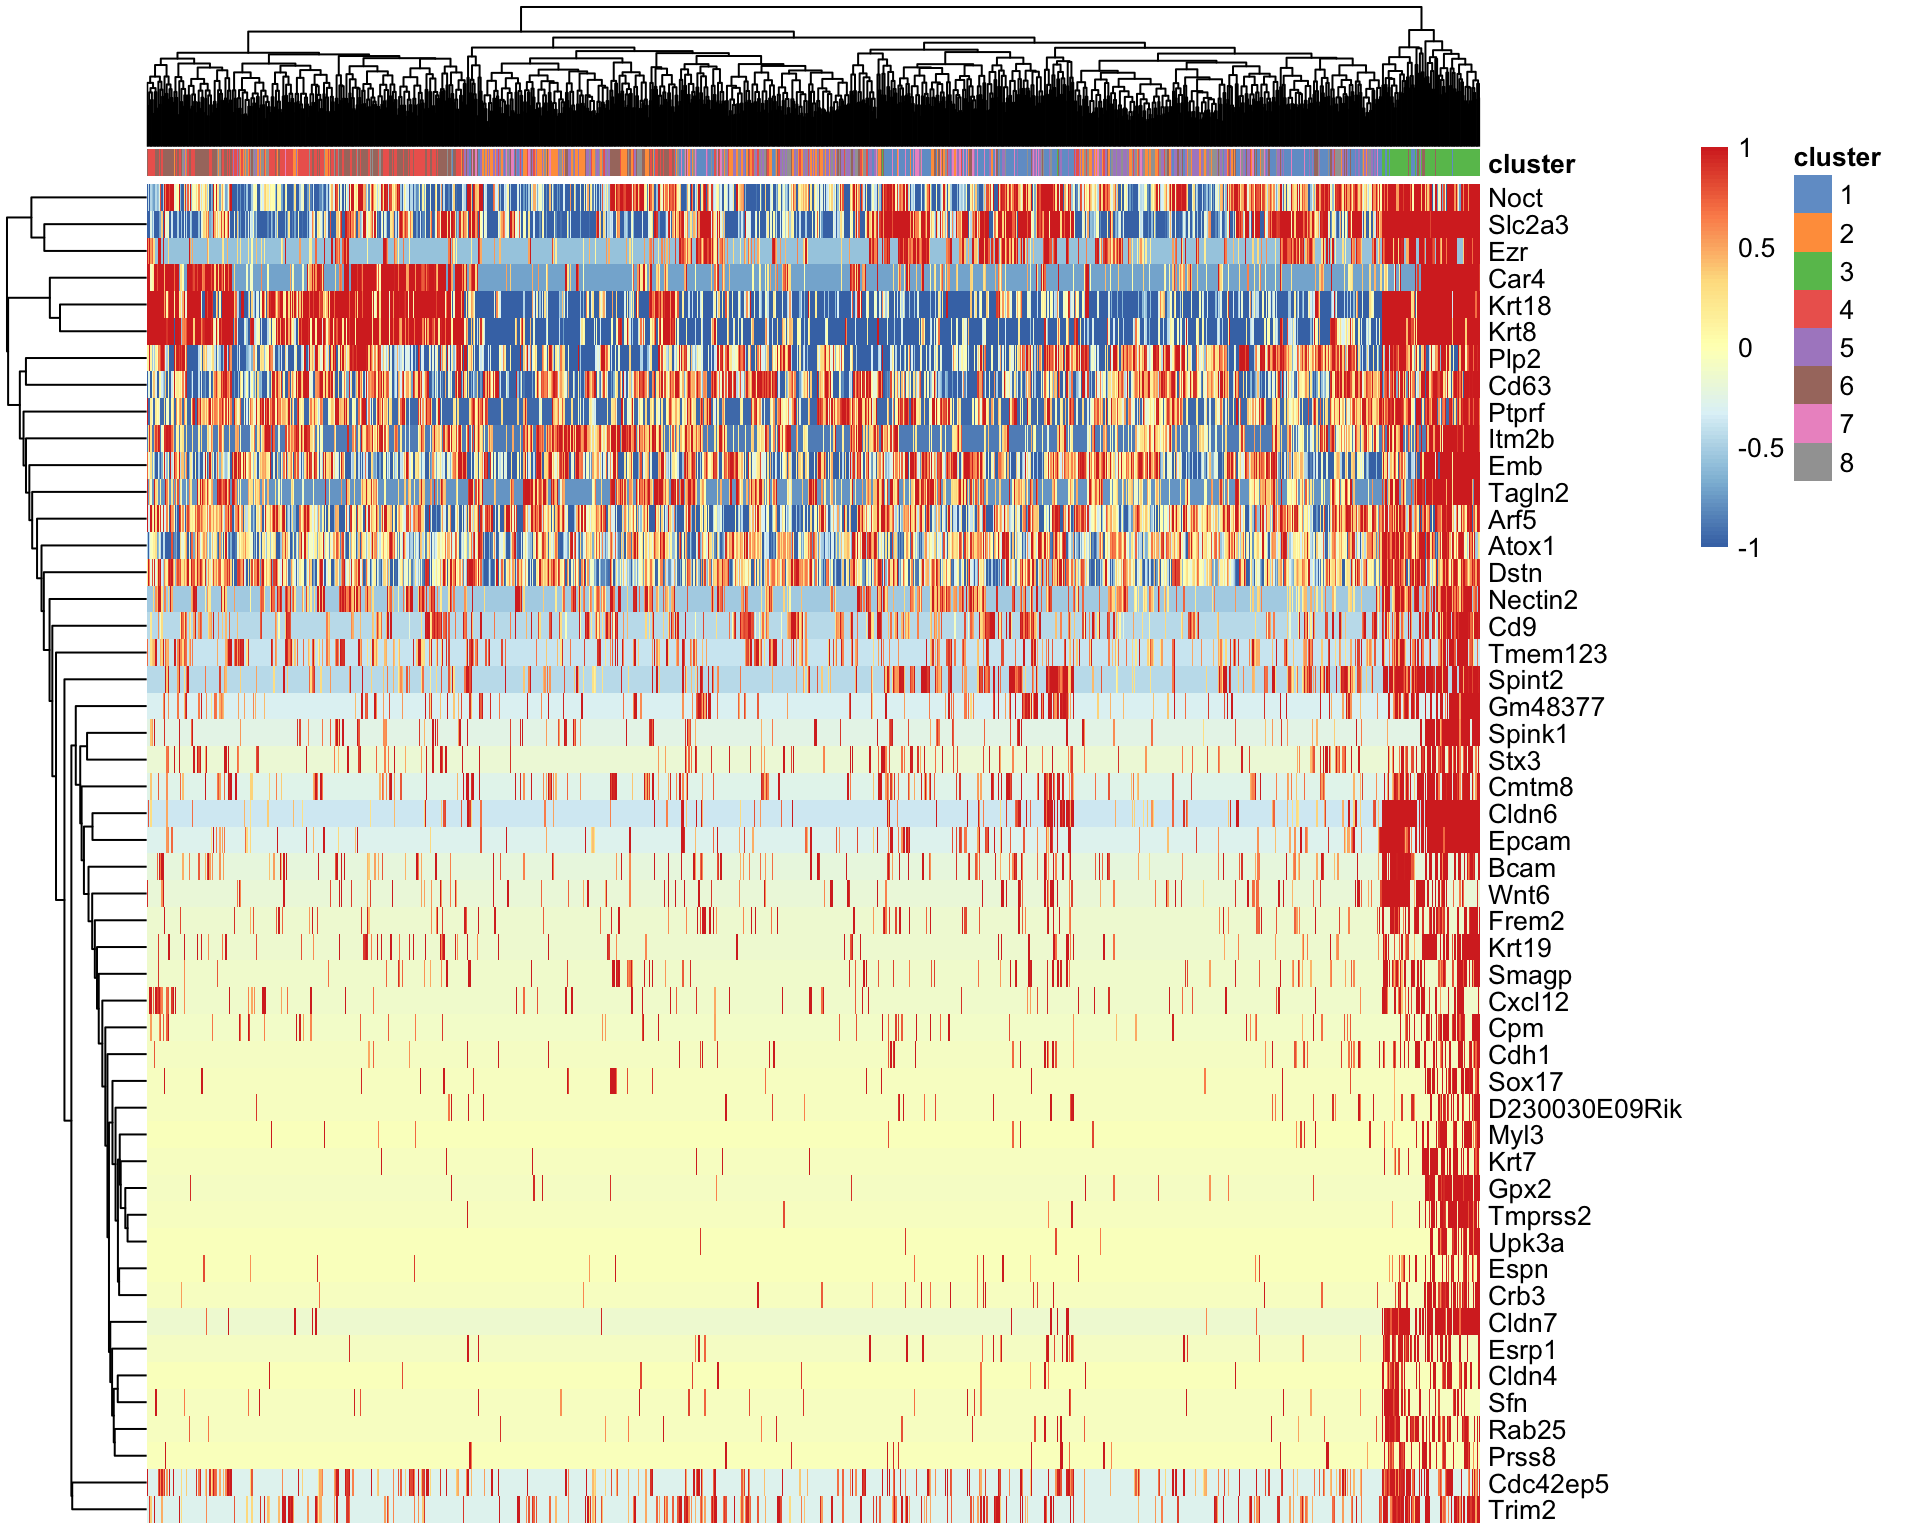 cluster
Noct
Slc2a3
Ezr
Car4
Krt18
Krt8
Plp2
Cd63
Ptprf
Itm2b
Emb
Tagln2
Arf5
Atox1
Dstn
Nectin2
Cd9
Tmem123
Spint2
Gm48377
Spink1
Stx3
Cmtm8
Cldn6
Epcam
Bcam
Wnt6
Frem2
Krt19
Smagp
Cxcl12
Cpm
Cdh1
Sox17
D230030E09Rik
Myl3
Krt7
Gpx2
Tmprss2
Upk3a
Espn
Crb3
Cldn7
Esrp1
Cldn4
Sfn
Rab25
Prss8
Cdc42ep5
Trim2
1
0.5
0
-0.5
-1
cluster
1
2
3
4
5
6
7
8